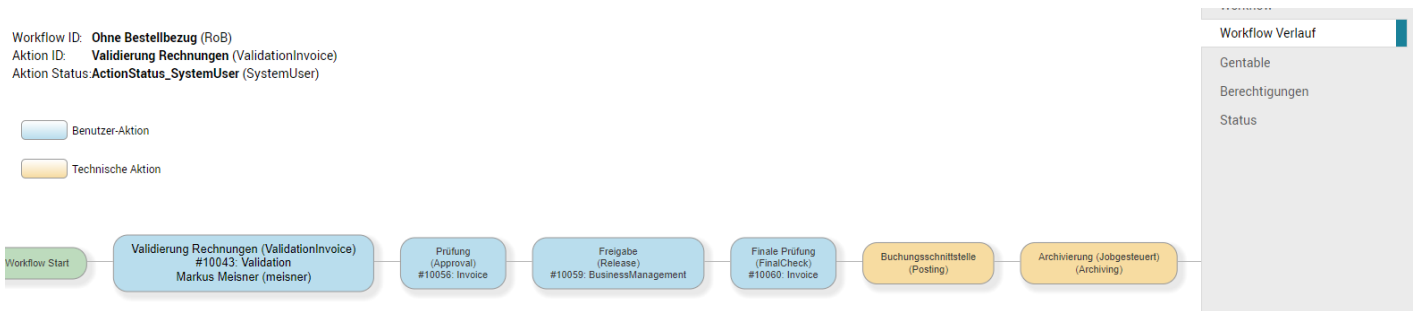 Workflow ID: Ohne Bestellbezug (RoB)
Aktion ID: Validierung Rechnungen (ValidationInvoice)
Aktion Status:ActionStatus_SystemUser (SystemUser)
Benutzer-Aktion
Technische Aktion
Workflow Start
Validierung Rechnungen (ValidationInvoice)
#10043: Validation
Markus Meisner (meisner)
Prüfung
(Approval)
#10056: Invoice
Freigabe
(Release)
#10059: BusinessManagement
Finale Prüfung
(FinalCheck)
#10060: Invoice
Buchungsschnittstelle
(Posting)
Archivierung (Jobgesteuert)
(Archiving)
Workflow Verlauf
Gentable
Berechtigungen
Status